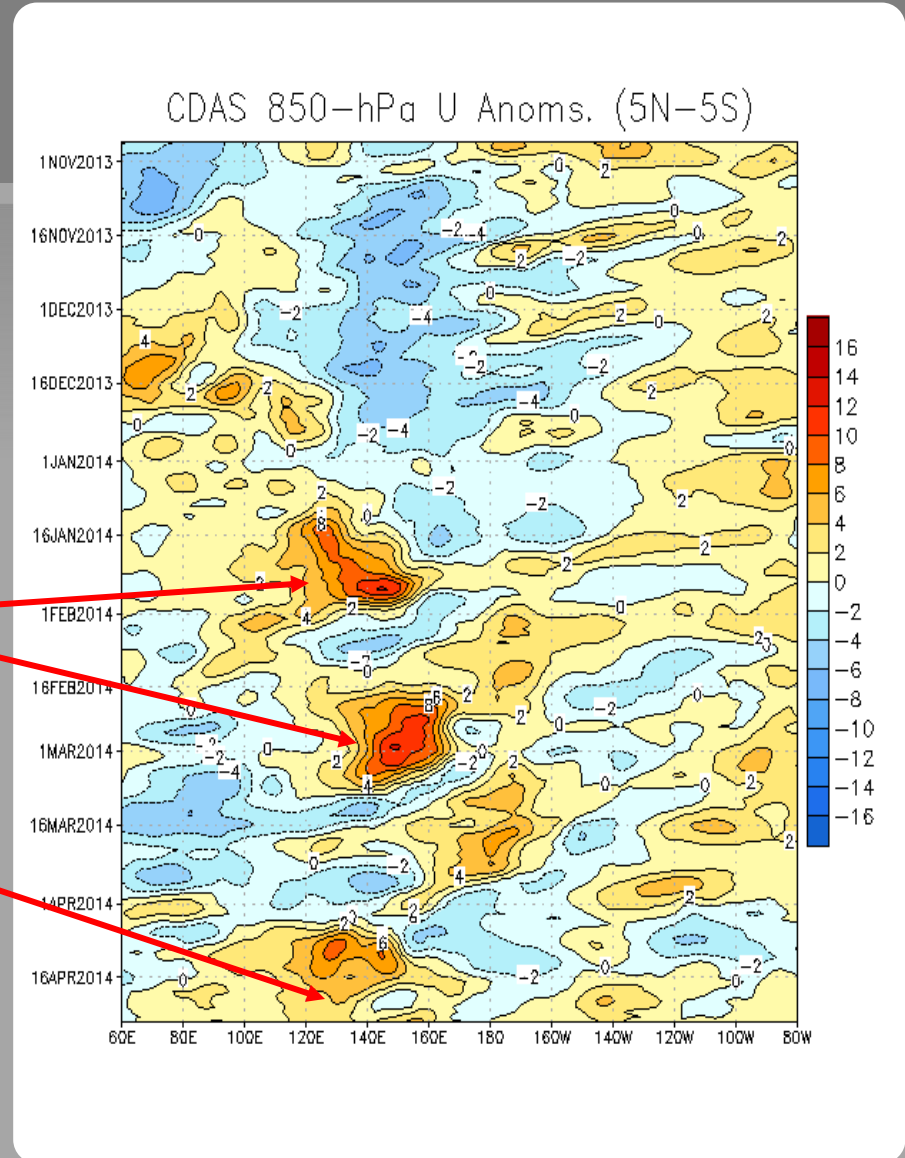 CDAS 850-hPa U Anoms. (5N-5S)
1NOV2013
16NOV2013
1DEC2013
16DEC2013
1JAN2014
16JAN2014
1FEB2014
16FEB2014
1MAR2014
16MAR2014
1APR2014
16APR2014
60E 80E 100E 120E 140E 160E 180 160W 140W 120W 100W 80W
16
14
12
10
8
6
4
2
0
-2
-4
-6
-8
-10
-12
-14
-16